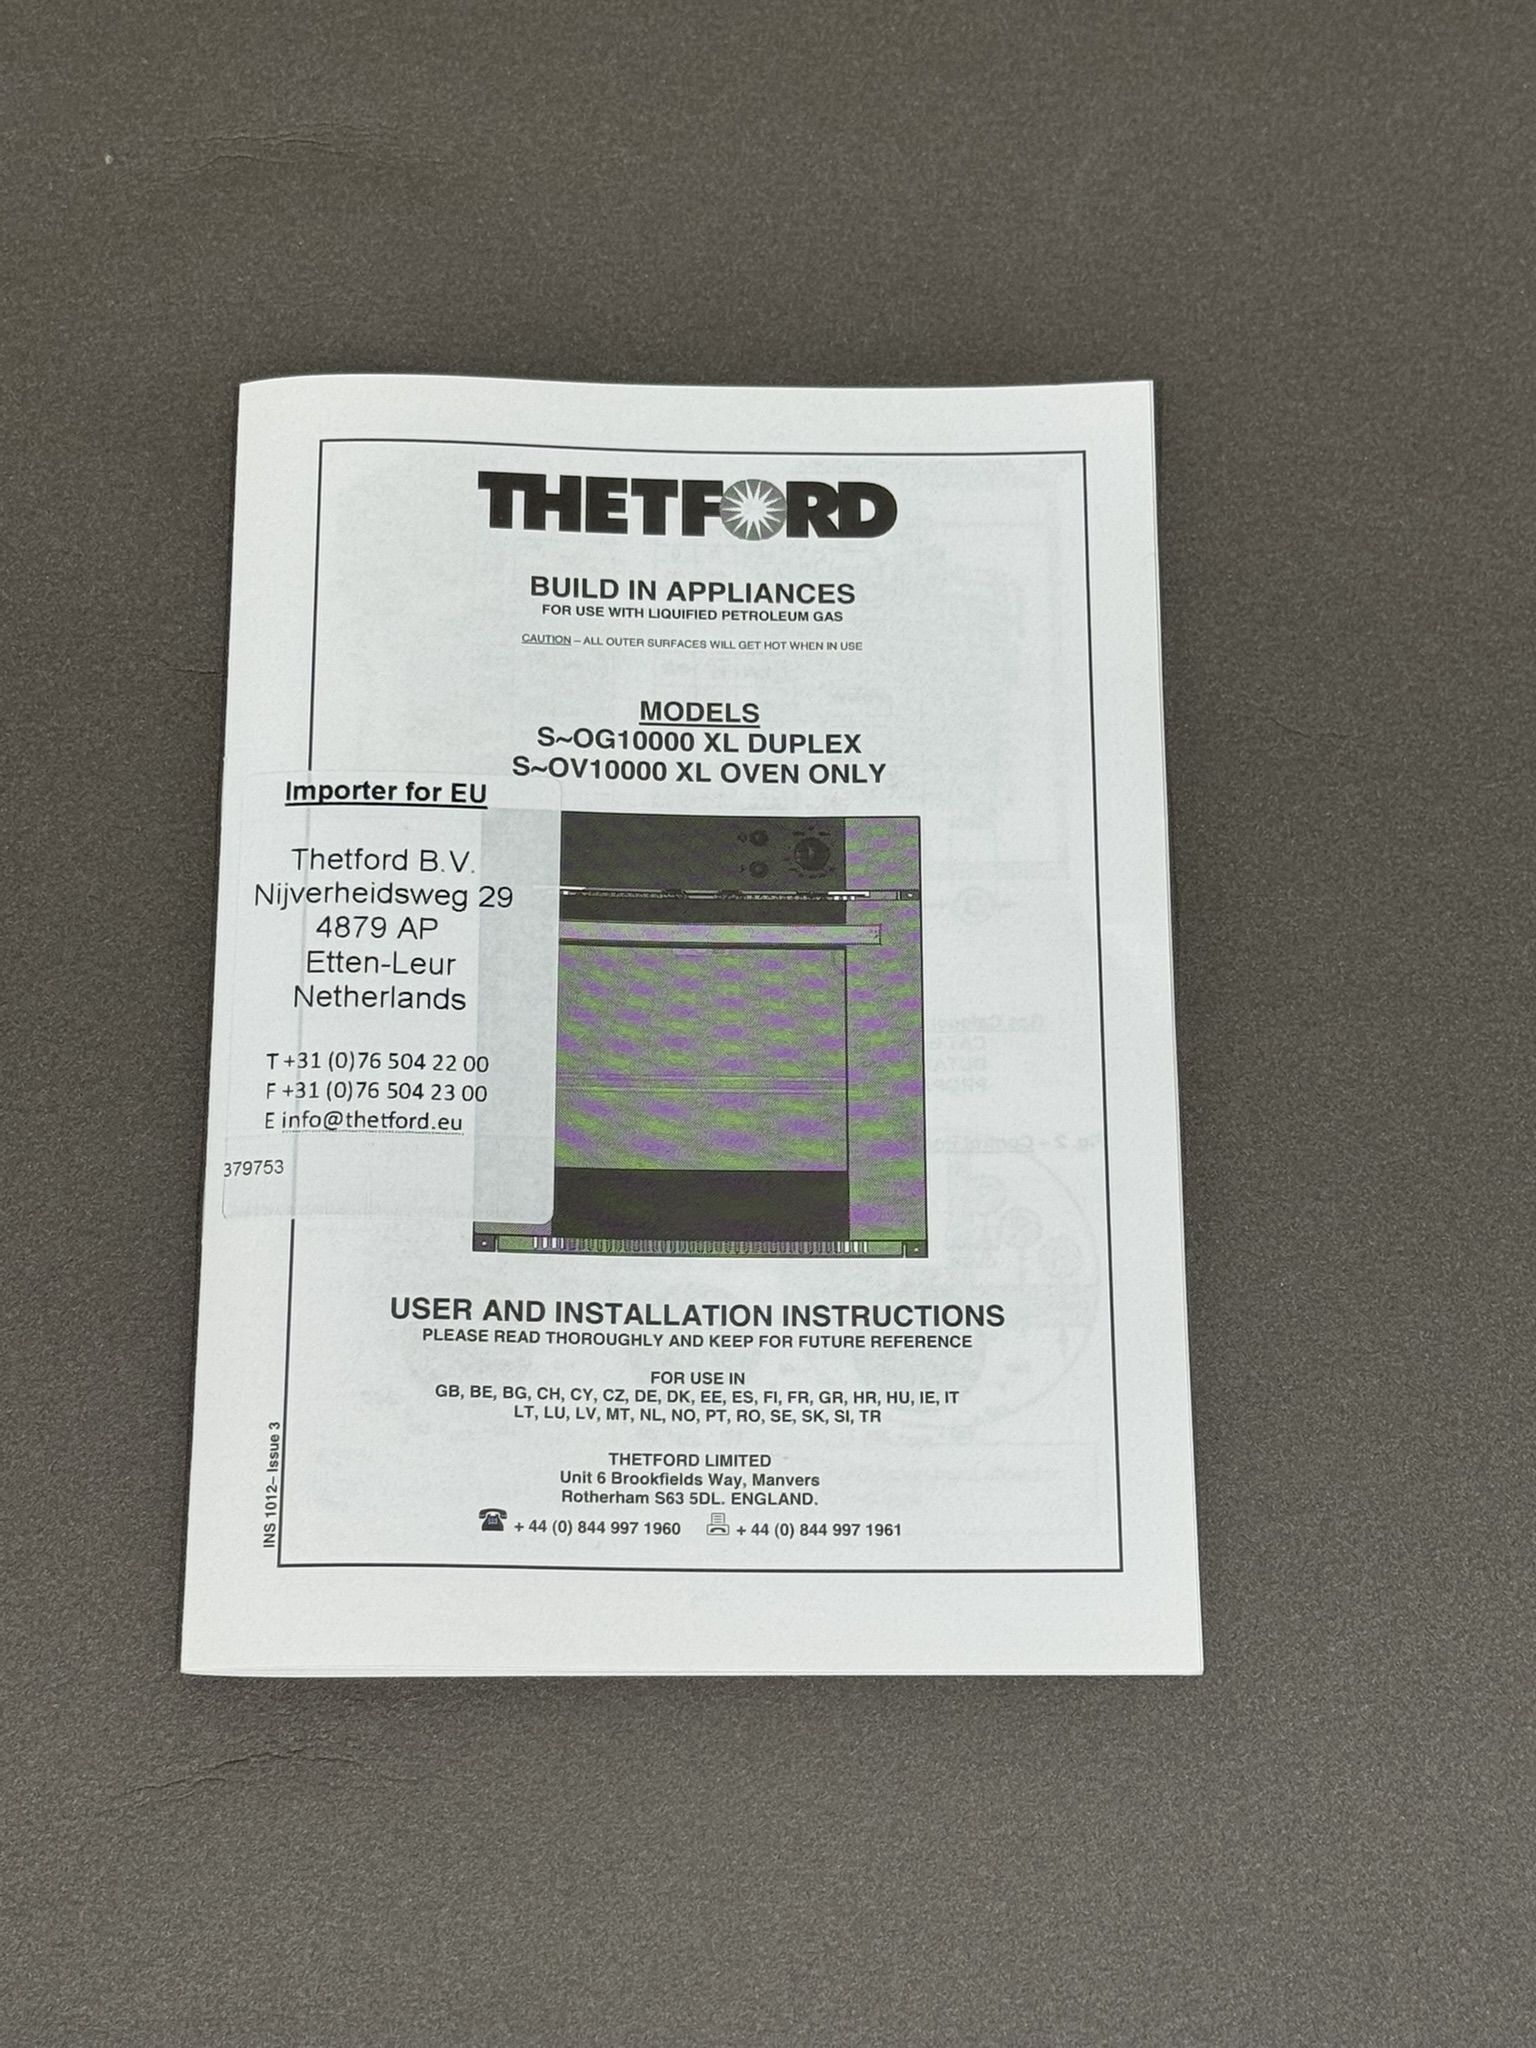 THETFORD
BUILD IN APPLIANCES
FOR USE WITH LIQUIFIED PETROLEUM GAS
CAUTION – ALL OUTER SURFACES WILL GET HOT WHEN IN USE
MODELS
S~OG10000 XL DUPLEX
S~OV10000 XL OVEN ONLY
Importer for EU
Thetford B.V.
Nijverheidsweg 29
4879 AP
Etten-Leur
Netherlands
T +31 (0)76 504 22 00
F +31 (0)76 504 23 00
E info@thetford.eu
379753
USER AND INSTALLATION INSTRUCTIONS
PLEASE READ THOROUGHLY AND KEEP FOR FUTURE REFERENCE
FOR USE IN
GB, BE, BG, CH, CY, CZ, DE, DK, EE, ES, FI, FR, GR, HR, HU, IE, IT
LT, LU, LV, MT, NL, NO, PT, RO, SE, SK, SI, TR
THETFORD LIMITED
Unit 6 Brookfields Way, Manvers
Rotherham S63 5DL. ENGLAND.
+ 44 (0) 844 997 1960 + 44 (0) 844 997 1961
INS 1012– Issue 3